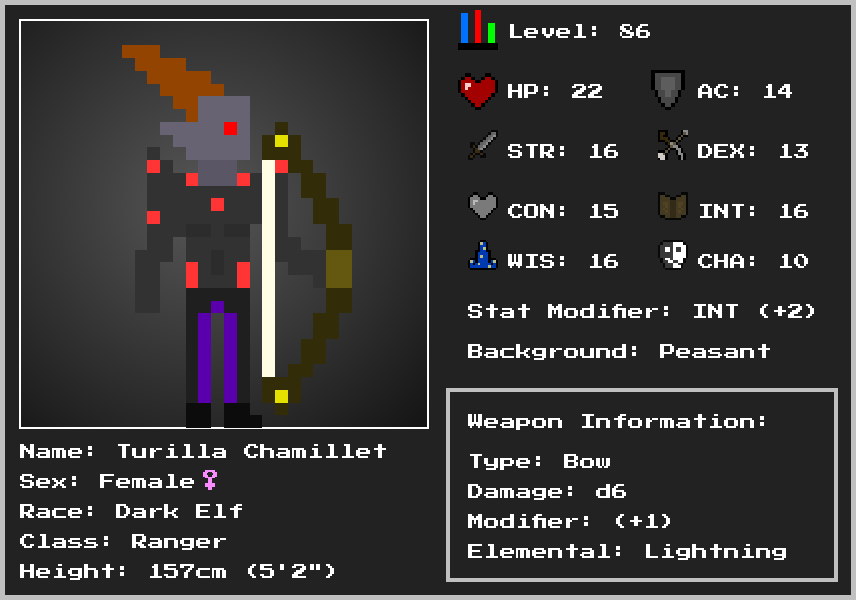 Level: 86
HP: 22 AC: 14
STR: 16 DEX: 13
CON: 15 INT: 16
WIS: 16 CHA: 10
Stat Modifier: INT (+2)
Background: Peasant
Name: Turilla Chamillet
Sex: Female♀
Race: Dark Elf
Class: Ranger
Height: 157cm (5'2")
Weapon Information:
Type: Bow
Damage: d6
Modifier: (+1)
Elemental: Lightning